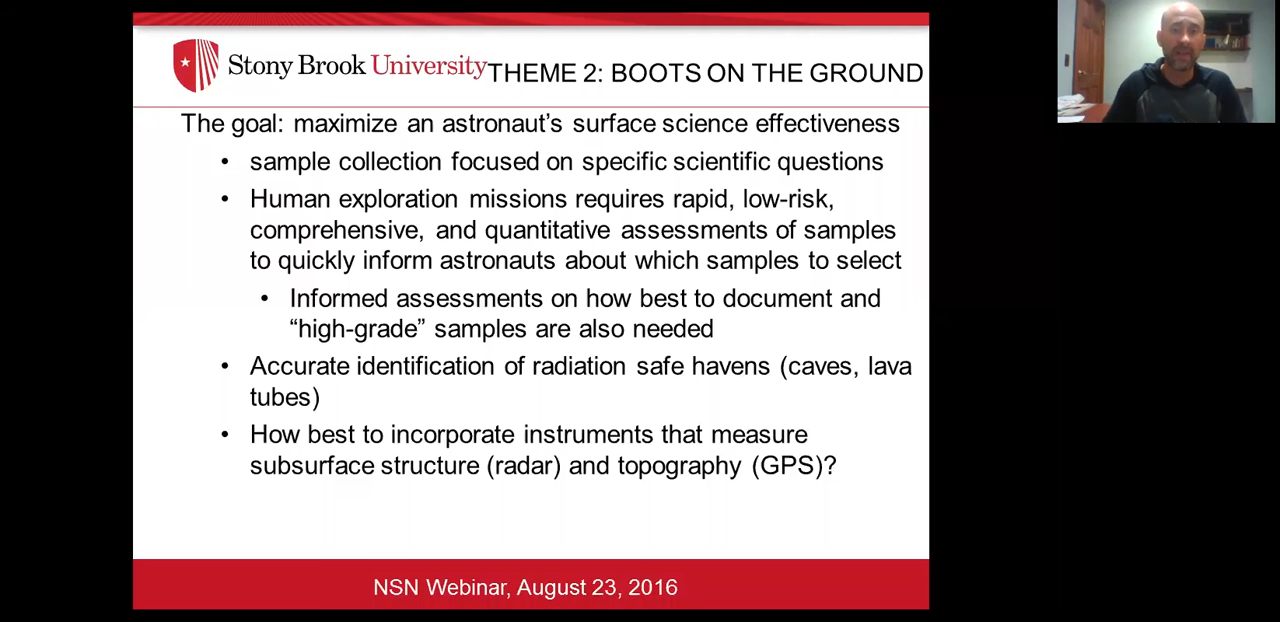 Stony Brook University THEME 2: BOOTS ON THE GROUND
The goal: maximize an astronaut's surface science effectiveness
• sample collection focused on specific scientific questions
• Human exploration missions requires rapid, low-risk,
comprehensive, and quantitative assessments of samples
to quickly inform astronauts about which samples to select
• Informed assessments on how best to document and
“high-grade” samples are also needed
• Accurate identification of radiation safe havens (caves, lava
tubes)
• How best to incorporate instruments that measure
subsurface structure (radar) and topography (GPS)?
NSN Webinar, August 23, 2016